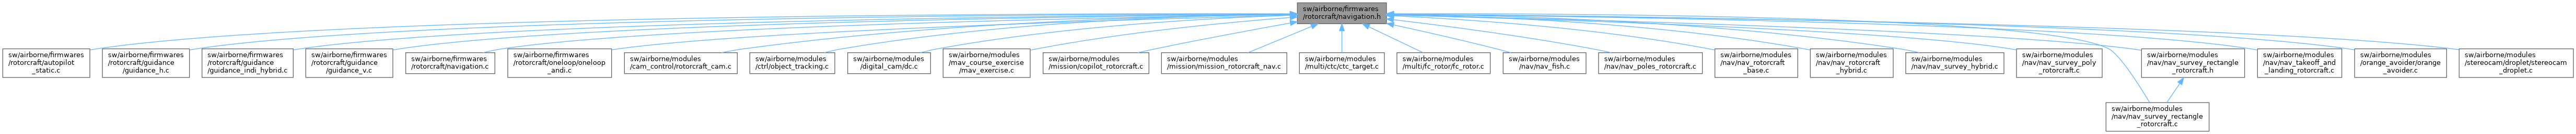 sw/airborne/firmwares
/rotorcraft/navigation.h
sw/airborne/firmwares
/rotorcraft/autopilot
_static.c
sw/airborne/firmwares
/rotorcraft/guidance
/guidance_h.c
sw/airborne/firmwares
/rotorcraft/guidance
/guidance_indi_hybrid.c
sw/airborne/firmwares
/rotorcraft/guidance
/guidance_v.c
sw/airborne/firmwares
/rotorcraft/navigation.c
sw/airborne/firmwares
/rotorcraft/oneloop/oneloop
_andi.c
sw/airborne/modules
/cam_control/rotorcraft_cam.c
sw/airborne/modules
/ctrl/object_tracking.c
sw/airborne/modules
/digital_cam/dc.c
sw/airborne/modules
/mav_course_exercise
/mav_exercise.c
sw/airborne/modules
/mission/copilot_rotorcraft.c
sw/airborne/modules
/mission/mission_rotorcraft_nav.c
sw/airborne/modules
/multi/ctc/ctc_target.c
sw/airborne/modules
/multi/fc_rotor/fc_rotor.c
sw/airborne/modules
/nav/nav_fish.c
sw/airborne/modules
/nav/nav_poles_rotorcraft.c
sw/airborne/modules
/nav/nav_rotorcraft
_base.c
sw/airborne/modules
/nav/nav_rotorcraft
_hybrid.c
sw/airborne/modules
/nav/nav_survey_hybrid.c
sw/airborne/modules
/nav/nav_survey_poly
_rotorcraft.c
sw/airborne/modules
/nav/nav_survey_rectangle
_rotorcraft.h
sw/airborne/modules
/nav/nav_takeoff_and
_landing_rotorcraft.c
sw/airborne/modules
/orange_avoider/orange
_avoider.c
sw/airborne/modules
/stereocam/droplet/stereocam
_droplet.c
sw/airborne/modules
/nav/nav_survey_rectangle
_rotorcraft.c